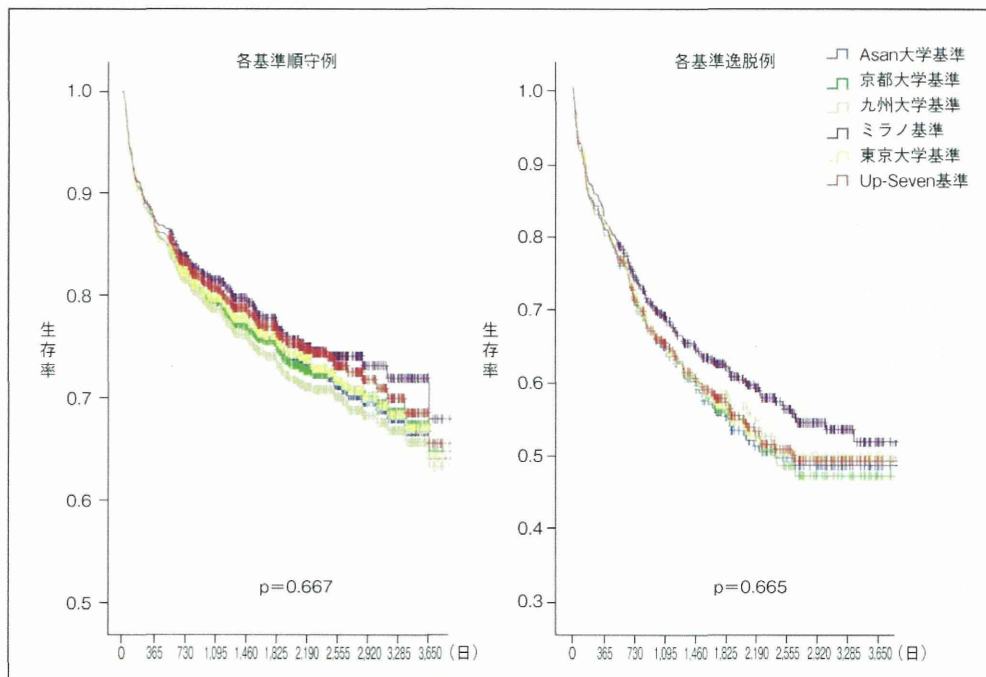 各基準順守例
1.0
0.9
0.8
0.7
0.6
0.5
生存率
p=0.667
0 365 730 1,095 1,460 1,825 2,190 2,555 2,920 3,285 3,650 (日)
各基準逸脱例
1.0
0.9
0.8
0.7
0.6
0.5
0.4
0.3
生存率
p=0.665
0 365 730 1,095 1,460 1,825 2,190 2,555 2,920 3,285 3,650 (日)
Asan大学基準
京都大学基準
九州大学基準
ミラノ基準
東京大学基準
Up-Seven基準